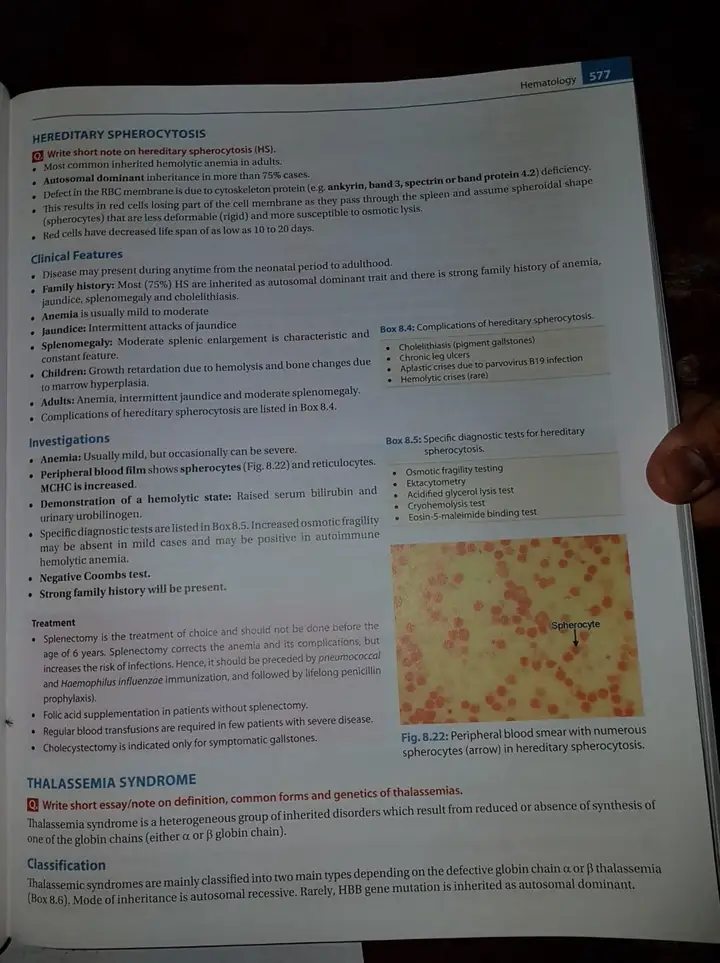 Hematology 577
HEREDITARY SPHEROCYTOSIS
Q. Write short note on hereditary spherocytosis (HS).
• Most common inherited hemolytic anemia in adults.
• Autosomal dominant inheritance in more than 75% cases.
• Defect in the RBC membrane is due to cytoskeleton protein (e.g. ankyrin, band 3, spectrin or band protein 4.2) deficiency.
• This results in red cells losing part of the cell membrane as they pass through the spleen and assume spheroidal shape
(spherocytes) that are less deformable (rigid) and more susceptible to osmotic lysis.
• Red cells have decreased life span of as low as 10 to 20 days.
Clinical Features
• Disease may present during anytime from the neonatal period to adulthood.
• Family history: Most (75%) HS are inherited as autosomal dominant trait and there is strong family history of anemia,
jaundice, splenomegaly and cholelithiasis.
• Anemia is usually mild to moderate
• Jaundice: Intermittent attacks of jaundice
• Splenomegaly: Moderate splenic enlargement is characteristic and
constant feature.
• Children: Growth retardation due to hemolysis and bone changes due
to marrow hyperplasia.
• Adults: Anemia, intermittent jaundice and moderate splenomegaly.
• Complications of hereditary spherocytosis are listed in Box 8.4.
Box 8.4: Complications of hereditary spherocytosis.
• Cholelithiasis (pigment gallstones)
• Chronic leg ulcers
• Aplastic crises due to parvovirus B19 infection
• Hemolytic crises (rare)
Investigations
• Anemia: Usually mild, but occasionally can be severe.
• Peripheral blood film shows spherocytes (Fig. 8.22) and reticulocytes.
MCHC is increased.
• Demonstration of a hemolytic state: Raised serum bilirubin and
urinary urobilinogen.
• Specific diagnostic tests are listed in Box 8.5. Increased osmotic fragility
may be absent in mild cases and may be positive in autoimmune
hemolytic anemia.
• Negative Coombs test.
• Strong family history will be present.
Box 8.5: Specific diagnostic tests for hereditary
spherocytosis.
• Osmotic fragility testing
• Ektacytometry
• Acidified glycerol lysis test
• Cryohemolysis test
• Eosin-5-maleimide binding test
Treatment
• Splenectomy is the treatment of choice and should not be done before the
age of 6 years. Splenectomy corrects the anemia and its complications, but
increases the risk of infections. Hence, it should be preceded by pneumococcal
and Haemophilus influenzae immunization, and followed by lifelong penicillin
prophylaxis).
• Folic acid supplementation in patients without splenectomy.
• Regular blood transfusions are required in few patients with severe disease.
• Cholecystectomy is indicated only for symptomatic gallstones.
Spherocyte
Fig. 8.22: Peripheral blood smear with numerous
spherocytes (arrow) in hereditary spherocytosis.
THALASSEMIA SYNDROME
Q. Write short essay/note on definition, common forms and genetics of thalassemias.
Thalassemia syndrome is a heterogeneous group of inherited disorders which result from reduced or absence of synthesis of
one of the globin chains (either α or β globin chain).
Classification
Thalassemic syndromes are mainly classified into two main types depending on the defective globin chain α or β thalassemia
(Box 8.6). Mode of inheritance is autosomal recessive. Rarely, HBB gene mutation is inherited as autosomal dominant.